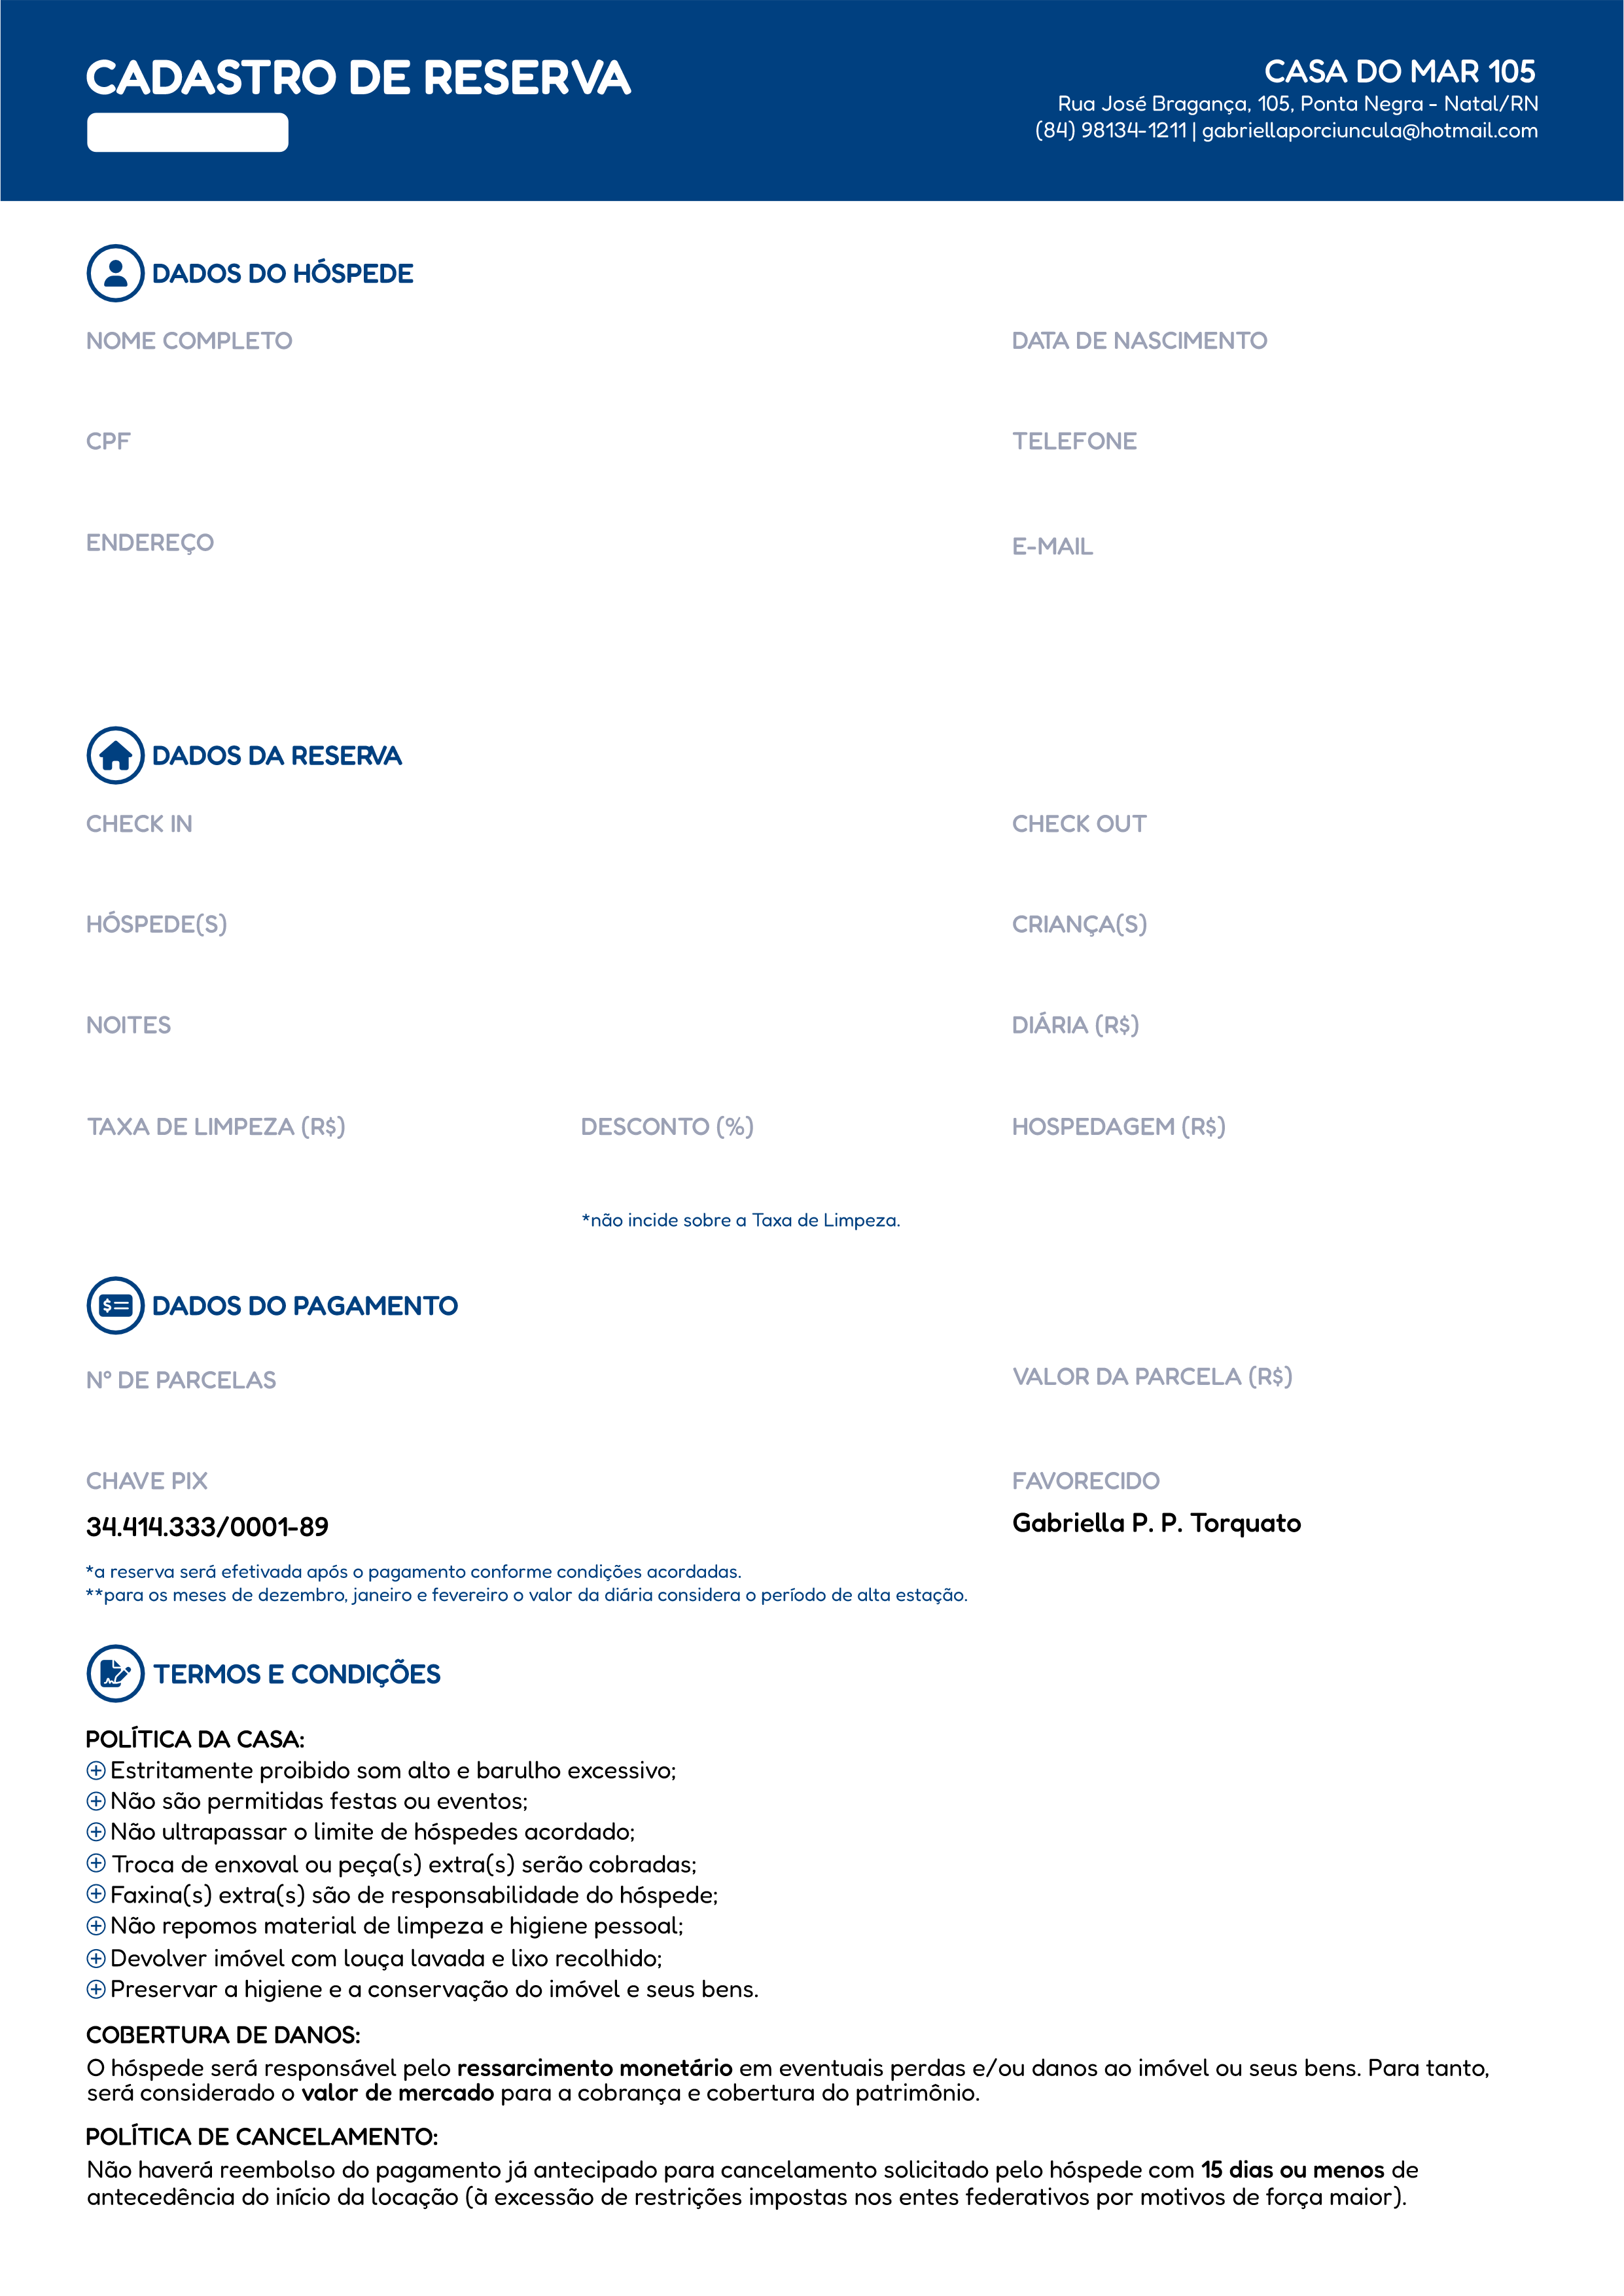 CADASTRO DE RESERVA
CASA DO MAR 105
Rua José Bragança, 105, Ponta Negra - Natal/RN
(84) 98134-1211 | gabriellaporciuncula@hotmail.com
DADOS DO HÓSPEDE
NOME COMPLETO
DATA DE NASCIMENTO
CPF
TELEFONE
ENDEREÇO
E-MAIL
DADOS DA RESERVA
CHECK IN
CHECK OUT
HÓSPEDE(S)
CRIANÇA(S)
NOITES
DIÁRIA (R$)
TAXA DE LIMPEZA (R$)
DESCONTO (%)
HOSPEDAGEM (R$)
*não incide sobre a Taxa de Limpeza.
DADOS DO PAGAMENTO
Nº DE PARCELAS
VALOR DA PARCELA (R$)
CHAVE PIX
FAVORECIDO
34.414.333/0001-89
Gabriella P. P. Torquato
*a reserva será efetivada após o pagamento conforme condições acordadas.
**para os meses de dezembro, janeiro e fevereiro o valor da diária considera o período de alta estação.
TERMOS E CONDIÇÕES
POLÍTICA DA CASA:
Estritamente proibido som alto e barulho excessivo;
Não são permitidas festas ou eventos;
Não ultrapassar o limite de hóspedes acordado;
Troca de enxoval ou peça(s) extra(s) serão cobradas;
Faxina(s) extra(s) são de responsabilidade do hóspede;
Não repomos material de limpeza e higiene pessoal;
Devolver imóvel com louça lavada e lixo recolhido;
Preservar a higiene e a conservação do imóvel e seus bens.
COBERTURA DE DANOS:
O hóspede será responsável pelo ressarcimento monetário em eventuais perdas e/ou danos ao imóvel ou seus bens. Para tanto,
será considerado o valor de mercado para a cobrança e cobertura do patrimônio.
POLÍTICA DE CANCELAMENTO:
Não haverá reembolso do pagamento já antecipado para cancelamento solicitado pelo hóspede com 15 dias ou menos de
antecedência do início da locação (à excessão de restrições impostas nos entes federativos por motivos de força maior).